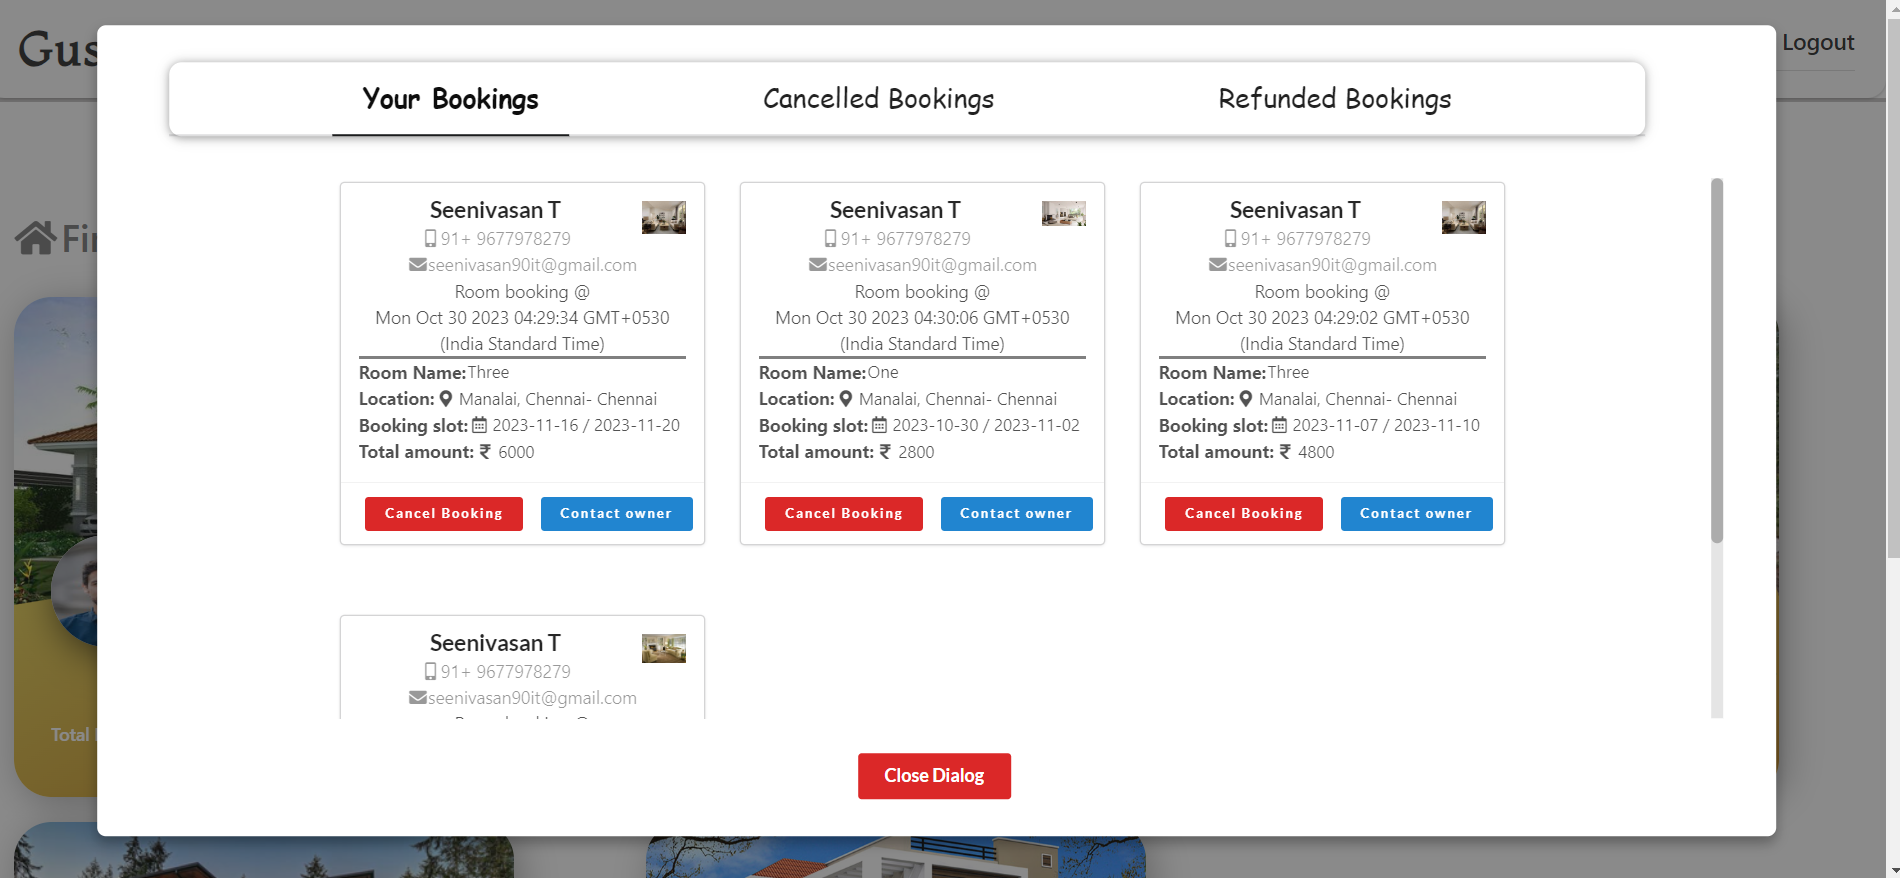 Gus
Logout
Your Bookings
Cancelled Bookings
Refunded Bookings
Seenivasan T
91+ 9677978279
seenivasan90it@gmail.com
Room booking @
Mon Oct 30 2023 04:29:34 GMT+0530
(India Standard Time)
Room Name:Three
Location: Manalai, Chennai- Chennai
Booking slot: 2023-11-16 / 2023-11-20
Total amount: ₹ 6000
Cancel Booking
Contact owner
Seenivasan T
91+ 9677978279
seenivasan90it@gmail.com
Room booking @
Mon Oct 30 2023 04:30:06 GMT+0530
(India Standard Time)
Room Name:One
Location: Manalai, Chennai- Chennai
Booking slot: 2023-10-30 / 2023-11-02
Total amount: ₹ 2800
Cancel Booking
Contact owner
Seenivasan T
91+ 9677978279
seenivasan90it@gmail.com
Room booking @
Mon Oct 30 2023 04:29:02 GMT+0530
(India Standard Time)
Room Name:Three
Location: Manalai, Chennai- Chennai
Booking slot: 2023-11-07 / 2023-11-10
Total amount: ₹ 4800
Cancel Booking
Contact owner
Seenivasan T
91+ 9677978279
seenivasan90it@gmail.com
Total
Close Dialog